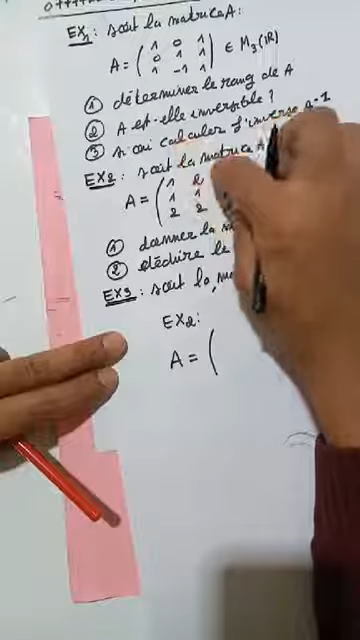 EX1 : soit la matrice A :
A = ( 1 0 1
0 1 1
1 -1 1 ) ∈ M3(IR)
① déterminer le rang de A
② A est-elle inversible ?
③ si oui calculer l'inverse A-1
EX2 : soit la matrice A
A = ( 1 2
1 1
2 2
① donner la
② déduire le
EX3 : soit la
EX2 :
A = (